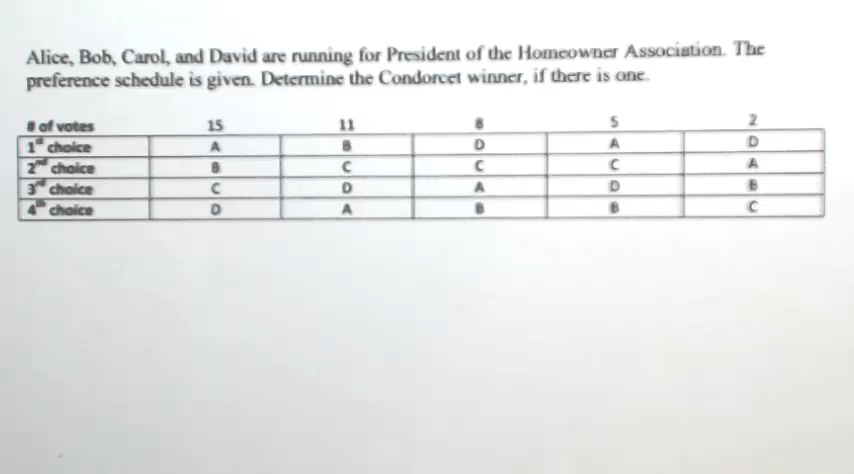 Alice, Bob, Carol, and David are running for President of the Homeowner Association. The
preference schedule is given. Determine the Condorcet winner, if there is one.
# of votes 15 11 8 5 2
1st choice A B D A D
2nd choice B C C C A
3rd choice C D A D B
4th choice D A B B C